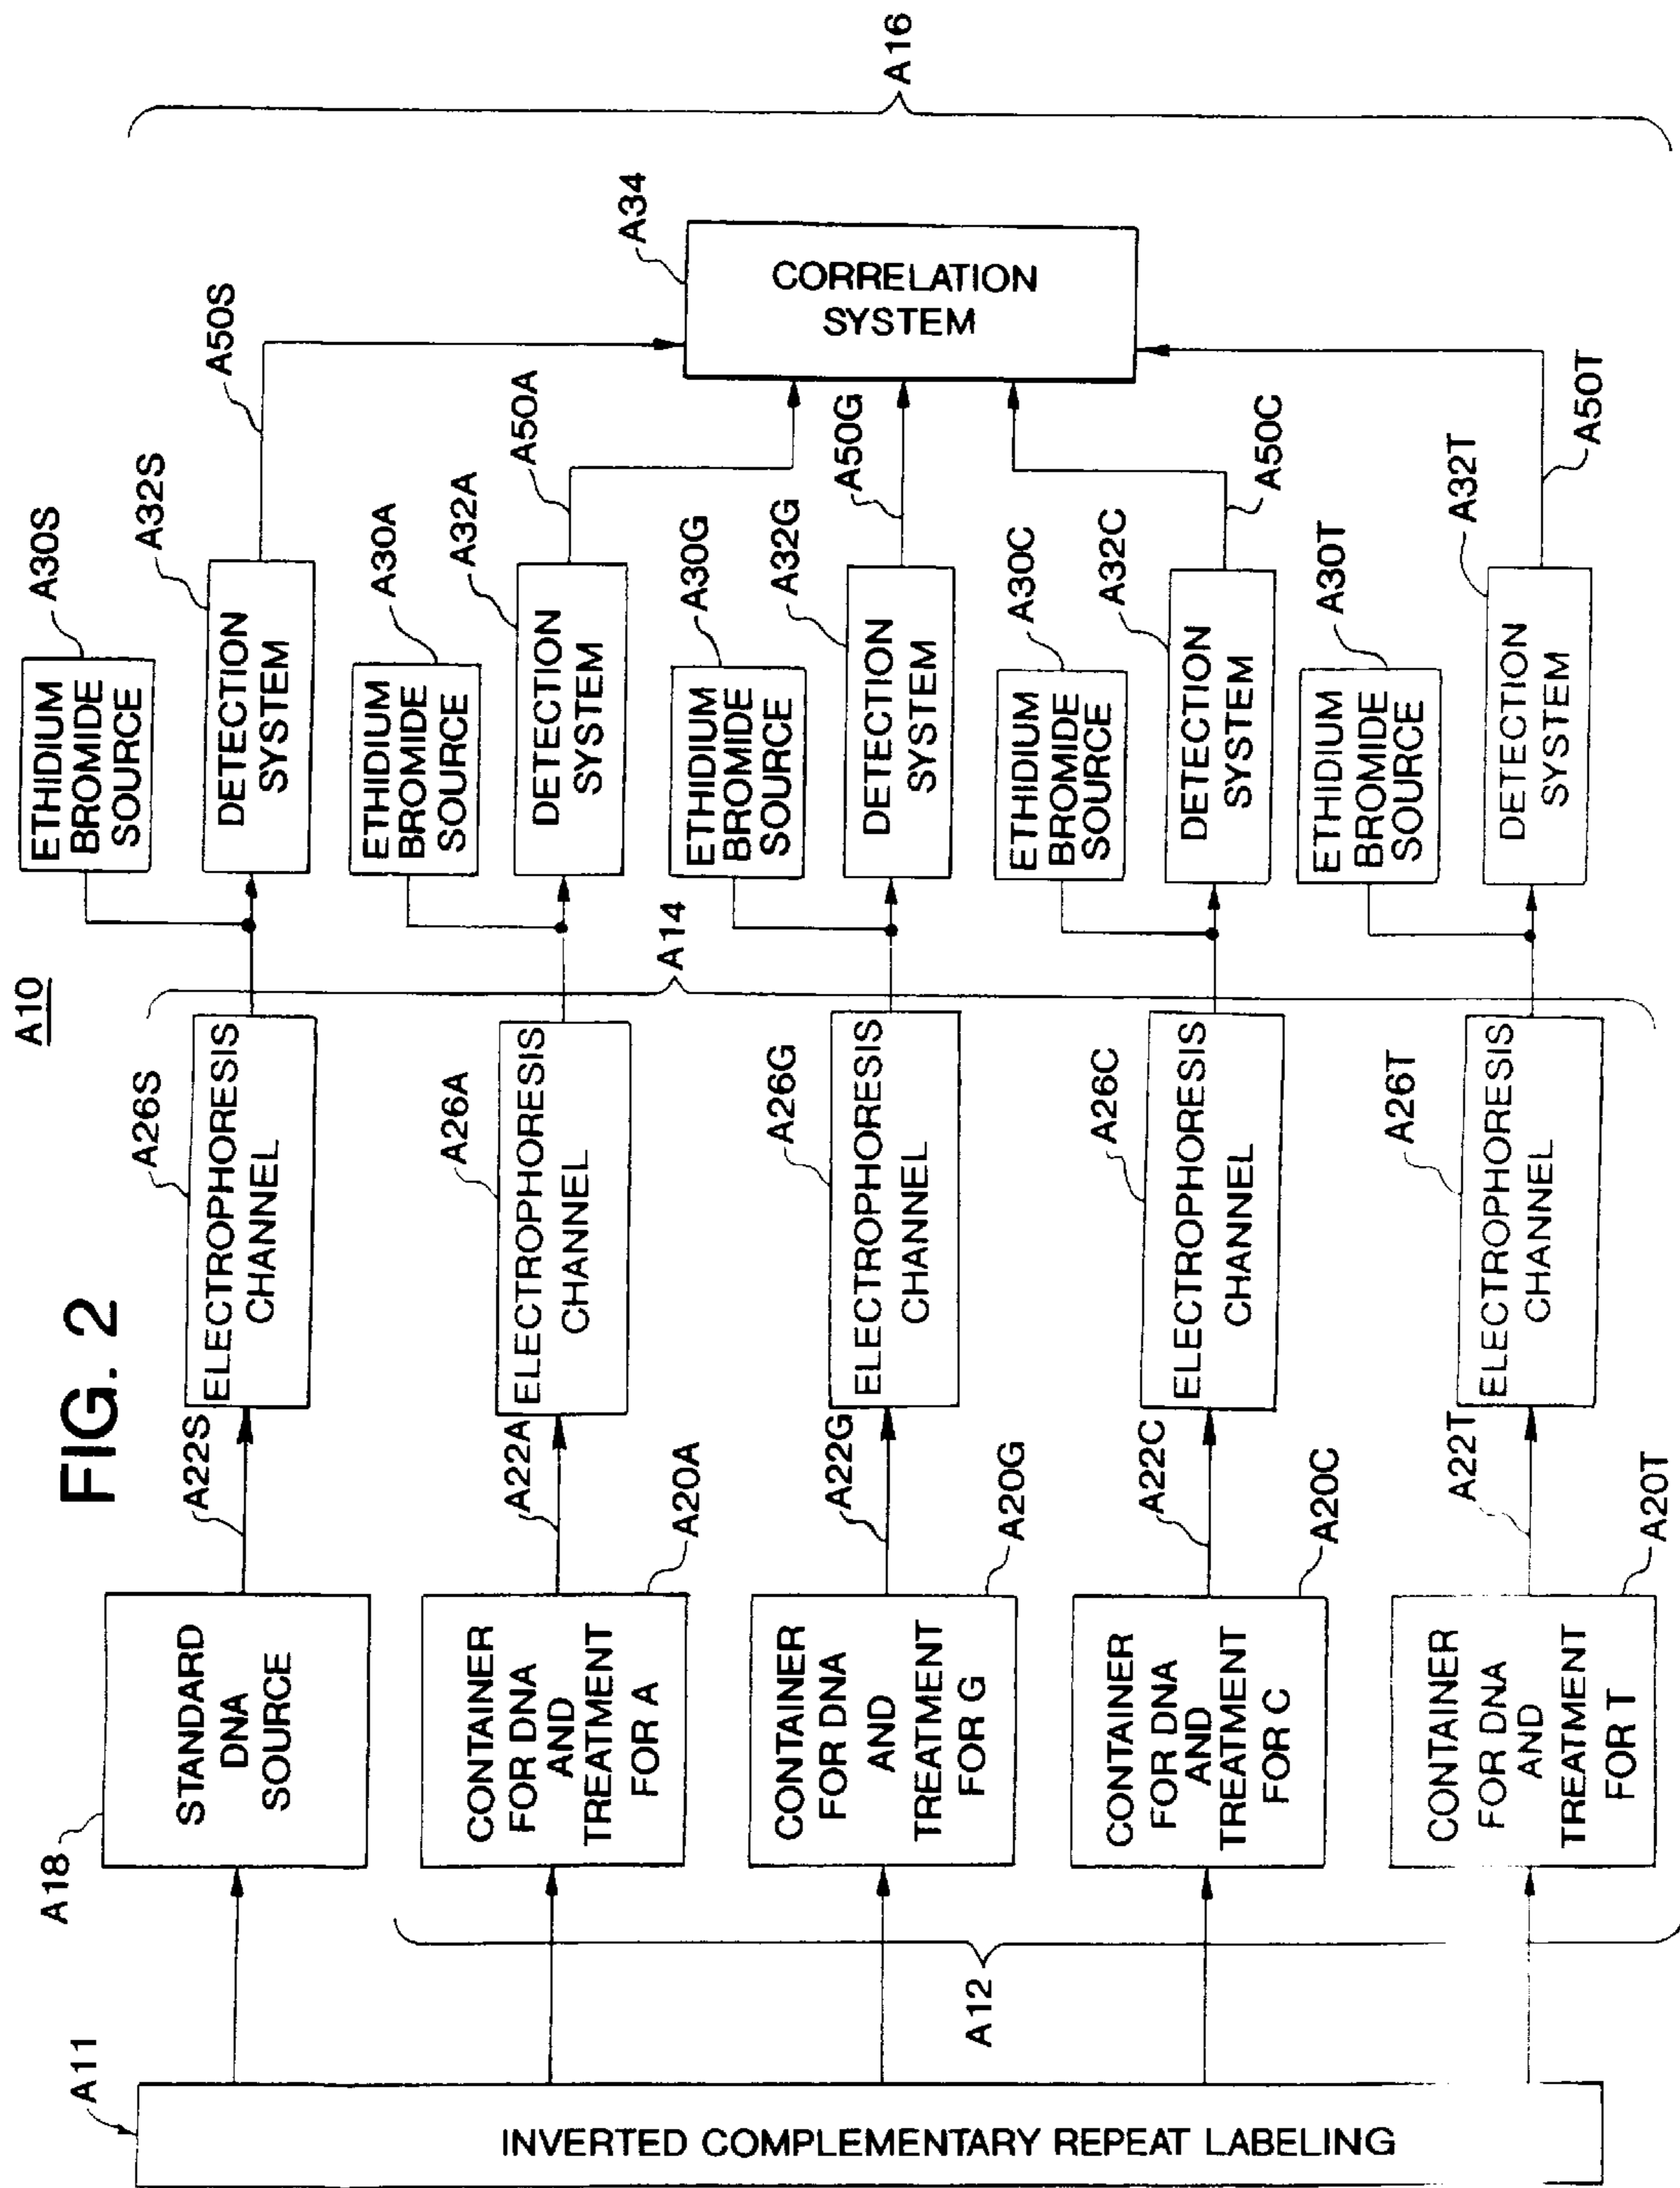 FIG. 2
A10
A11
INVERTED COMPLEMENTARY REPEAT LABELING
A12
A14
A16
A18
STANDARD
DNA
SOURCE
A22S
A26S
ELECTROPHORESIS
CHANNEL
A30S
ETHIDIUM
BROMIDE
SOURCE
A32S
DETECTION
SYSTEM
A50S
CONTAINER
FOR DNA
AND
TREATMENT
FOR A
A20A
A22A
A26A
ELECTROPHORESIS
CHANNEL
A30A
ETHIDIUM
BROMIDE
SOURCE
A32A
DETECTION
SYSTEM
A50A
CONTAINER
FOR DNA
AND
TREATMENT
FOR G
A20G
A22G
A26G
ELECTROPHORESIS
CHANNEL
A30G
ETHIDIUM
BROMIDE
SOURCE
A32G
DETECTION
SYSTEM
A50G
CONTAINER
FOR DNA
AND
TREATMENT
FOR C
A20C
A22C
A26C
ELECTROPHORESIS
CHANNEL
A30C
ETHIDIUM
BROMIDE
SOURCE
A32C
DETECTION
SYSTEM
A50C
CONTAINER
FOR DNA
AND
TREATMENT
FOR T
A20T
A22T
A26T
ELECTROPHORESIS
CHANNEL
A30T
ETHIDIUM
BROMIDE
SOURCE
A32T
DETECTION
SYSTEM
A50T
A34
CORRELATION
SYSTEM